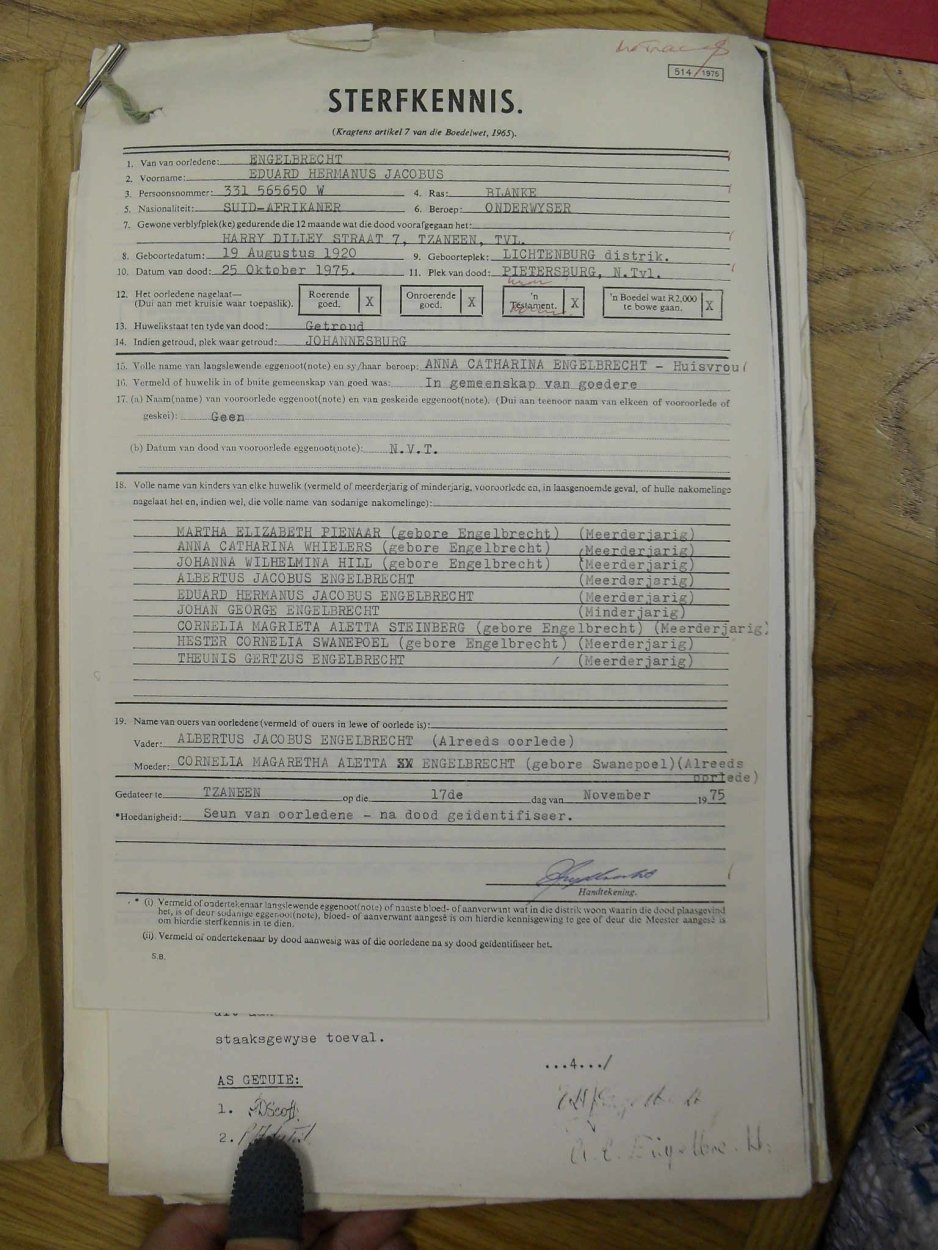 514/1975
STERFKENNIS.
(Kragtens artikel 7 van die Boedelwet, 1965).
1. Van van oorledene: ENGELBRECHT
2. Voorname: EDUARD HERMANUS JACOBUS
3. Persoonsnommer: 331 565650 W 4. Ras: BLANKE
5. Nasionaliteit: SUID-AFRIKANER 6. Beroep: ONDERWYSER
7. Gewone verblyfplek(ke) gedurende die 12 maande wat die dood voorafgegaan het:
HARRY DILLEY STRAAT 7, TZANEEN, TVL.
8. Geboortedatum: 19 Augustus 1920 9. Geboorteplek: LICHTENBURG distrik.
10. Datum van dood: 25 Oktober 1975. 11. Plek van dood: PIETERSBURG, N.Tvl.
12. Het oorledene nagelaat— (Dui aan met kruisie waar toepaslik). Roerende goed. X Onroerende goed. X 'n Testament. X 'n Boedel wat R2,000 te bowe gaan. X
13. Huwelikstaat ten tyde van dood: Getroud
14. Indien getroud, plek waar getroud: JOHANNESBURG
15. Volle name van langslewende eggenoot(note) en sy/haar beroep: ANNA CATHARINA ENGELBRECHT - Huisvrou
16. Vermeld of huwelik in of buite gemeenskap van goed was: In gemeenskap van goedere
17. (a) Naam(name) van vooroorlede eggenoot(note) en van geskeide eggenoot(note). (Dui aan teenoor naam van elkeen of vooroorlede of
geskei): Geen
(b) Datum van dood van vooroorlede eggenoot(note): N.V.T.
18. Volle name van kinders van elke huwelik (vermeld of meerderjarig of minderjarig, vooroorlede en, in laasgenoemde geval, of hulle nakomelinge
nagelaat het en, indien wel, die volle name van sodanige nakomelinge):
MARTHA ELIZABETH PIENAAR (gebore Engelbrecht) (Meerderjarig)
ANNA CATHARINA WHIELERS (gebore Engelbrecht) (Meerderjarig)
JOHANNA WILHELMINA HILL (gebore Engelbrecht) (Meerderjarig)
ALBERTUS JACOBUS ENGELBRECHT (Meerderjarig)
EDUARD HERMANUS JACOBUS ENGELBRECHT (Meerderjarig)
JOHAN GEORGE ENGELBRECHT (Minderjarig)
CORNELIA MAGRIETA ALETTA STEINBERG (gebore Engelbrecht) (Meerderjarig)
HESTER CORNELIA SWANEPOEL (gebore Engelbrecht) (Meerderjarig)
THEUNIS GERTZUS ENGELBRECHT (Meerderjarig)
19. Name van ouers van oorledene (vermeld of ouers in lewe of oorlede is):
Vader: ALBERTUS JACOBUS ENGELBRECHT (Alreeds oorlede)
Moeder: CORNELIA MAGARETHA ALETTA ENGELBRECHT (gebore Swanepoel)(Alreeds
oorlede)
Gedateer te TZANEEN op die 17de dag van November 1975
*Hoedanigheid: Seun van oorledene - na dood geïdentifiseer.
Handtekening.
* (i) Vermeld of ondertekenaar langslewende eggenoot(note) of naaste bloed- of aanverwant wat in die distrik woon waarin die dood plaasgevind
het, is of deur sodanige eggenoot(note), bloed- of aanverwant aangesê is om hierdie kennisgewing te gee of deur die Meester aangesê is
om hierdie sterfkennis in te dien.
(ii) Vermeld of ondertekenaar by dood aanwesig was of die oorledene na sy dood geïdentifiseer het.
S.B.
staaksgewyse toeval.
...4.../
AS GETUIE:
1. Scott
2.